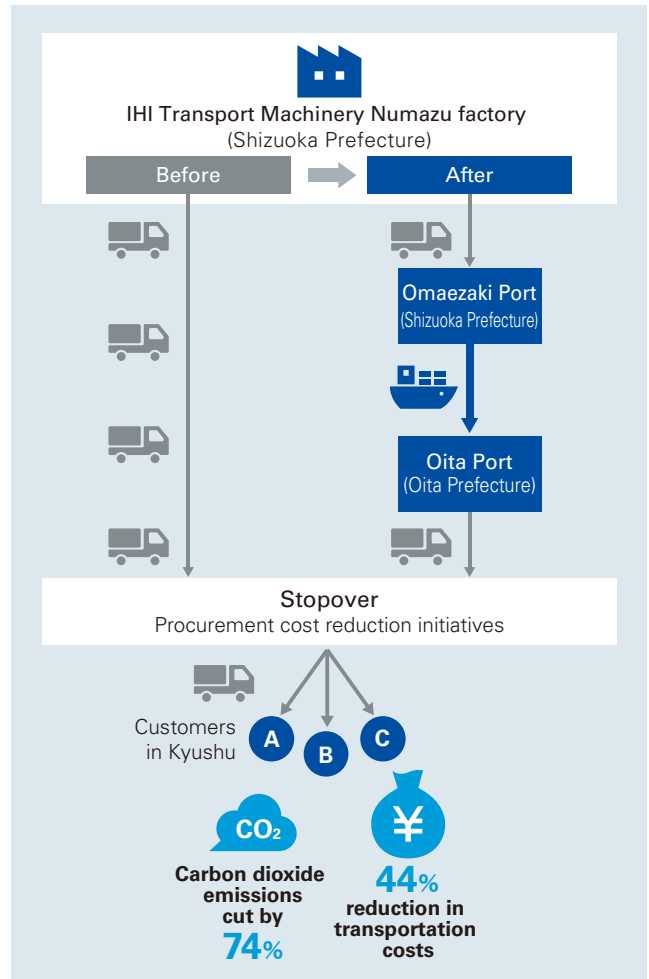 IHI Transport Machinery Numazu factory
(Shizuoka Prefecture)
Before
After
Omaezaki Port
(Shizuoka Prefecture)
Oita Port
(Oita Prefecture)
Stopover
Procurement cost reduction initiatives
Customers
in Kyushu
A
B
C
CO₂
Carbon dioxide
emissions
cut by
74%
¥
44%
reduction in
transportation
costs